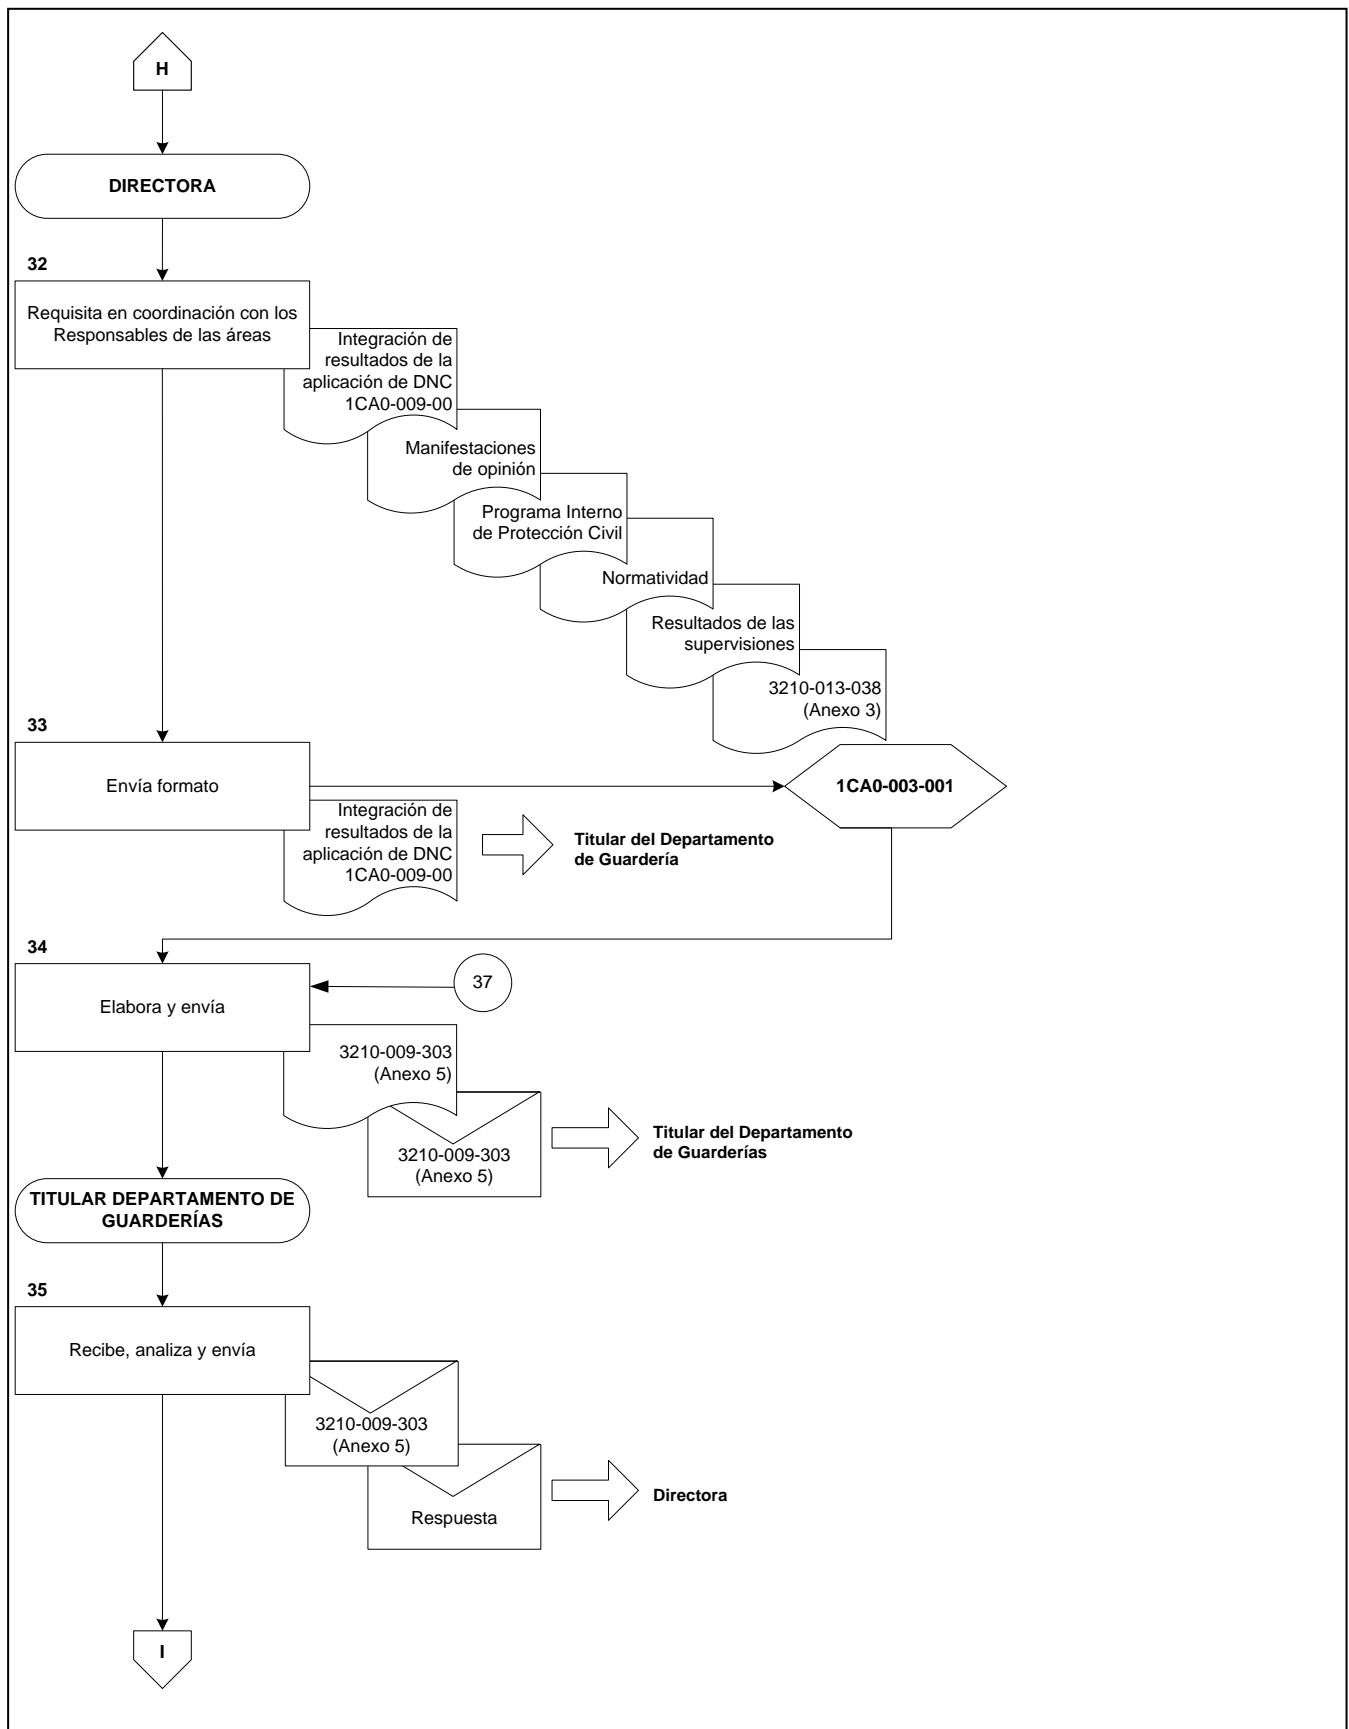 H
DIRECTORA
32
Requisita en coordinación con los
Responsables de las áreas
Integración de
resultados de la
aplicación de DNC
1CA0-009-00
Manifestaciones
de opinión
Programa Interno
de Protección Civil
Normatividad
Resultados de las
supervisiones
3210-013-038
(Anexo 3)
33
Envía formato
1CA0-003-001
Integración de
resultados de la
aplicación de DNC
1CA0-009-00
Titular del Departamento
de Guardería
34
Elabora y envía
37
3210-009-303
(Anexo 5)
3210-009-303
(Anexo 5)
Titular del Departamento
de Guarderías
TITULAR DEPARTAMENTO DE
GUARDERÍAS
35
Recibe, analiza y envía
3210-009-303
(Anexo 5)
Respuesta
Directora
I